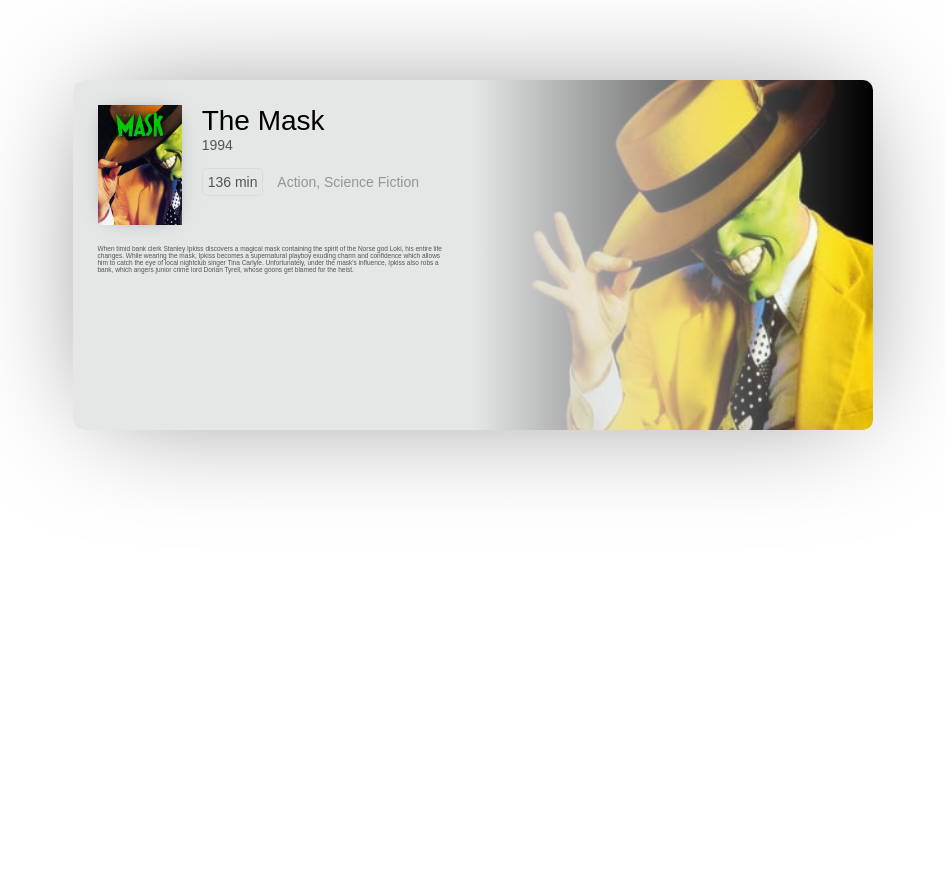 MASK
The Mask
1994
136 min Action, Science Fiction
When timid bank clerk Stanley Ipkiss discovers a magical mask containing the spirit of the Norse god Loki, his entire life
changes. While wearing the mask, Ipkiss becomes a supernatural playboy exuding charm and confidence which allows
him to catch the eye of local nightclub singer Tina Carlyle. Unfortunately, under the mask's influence, Ipkiss also robs a
bank, which angers junior crime lord Dorian Tyrell, whose goons get blamed for the heist.